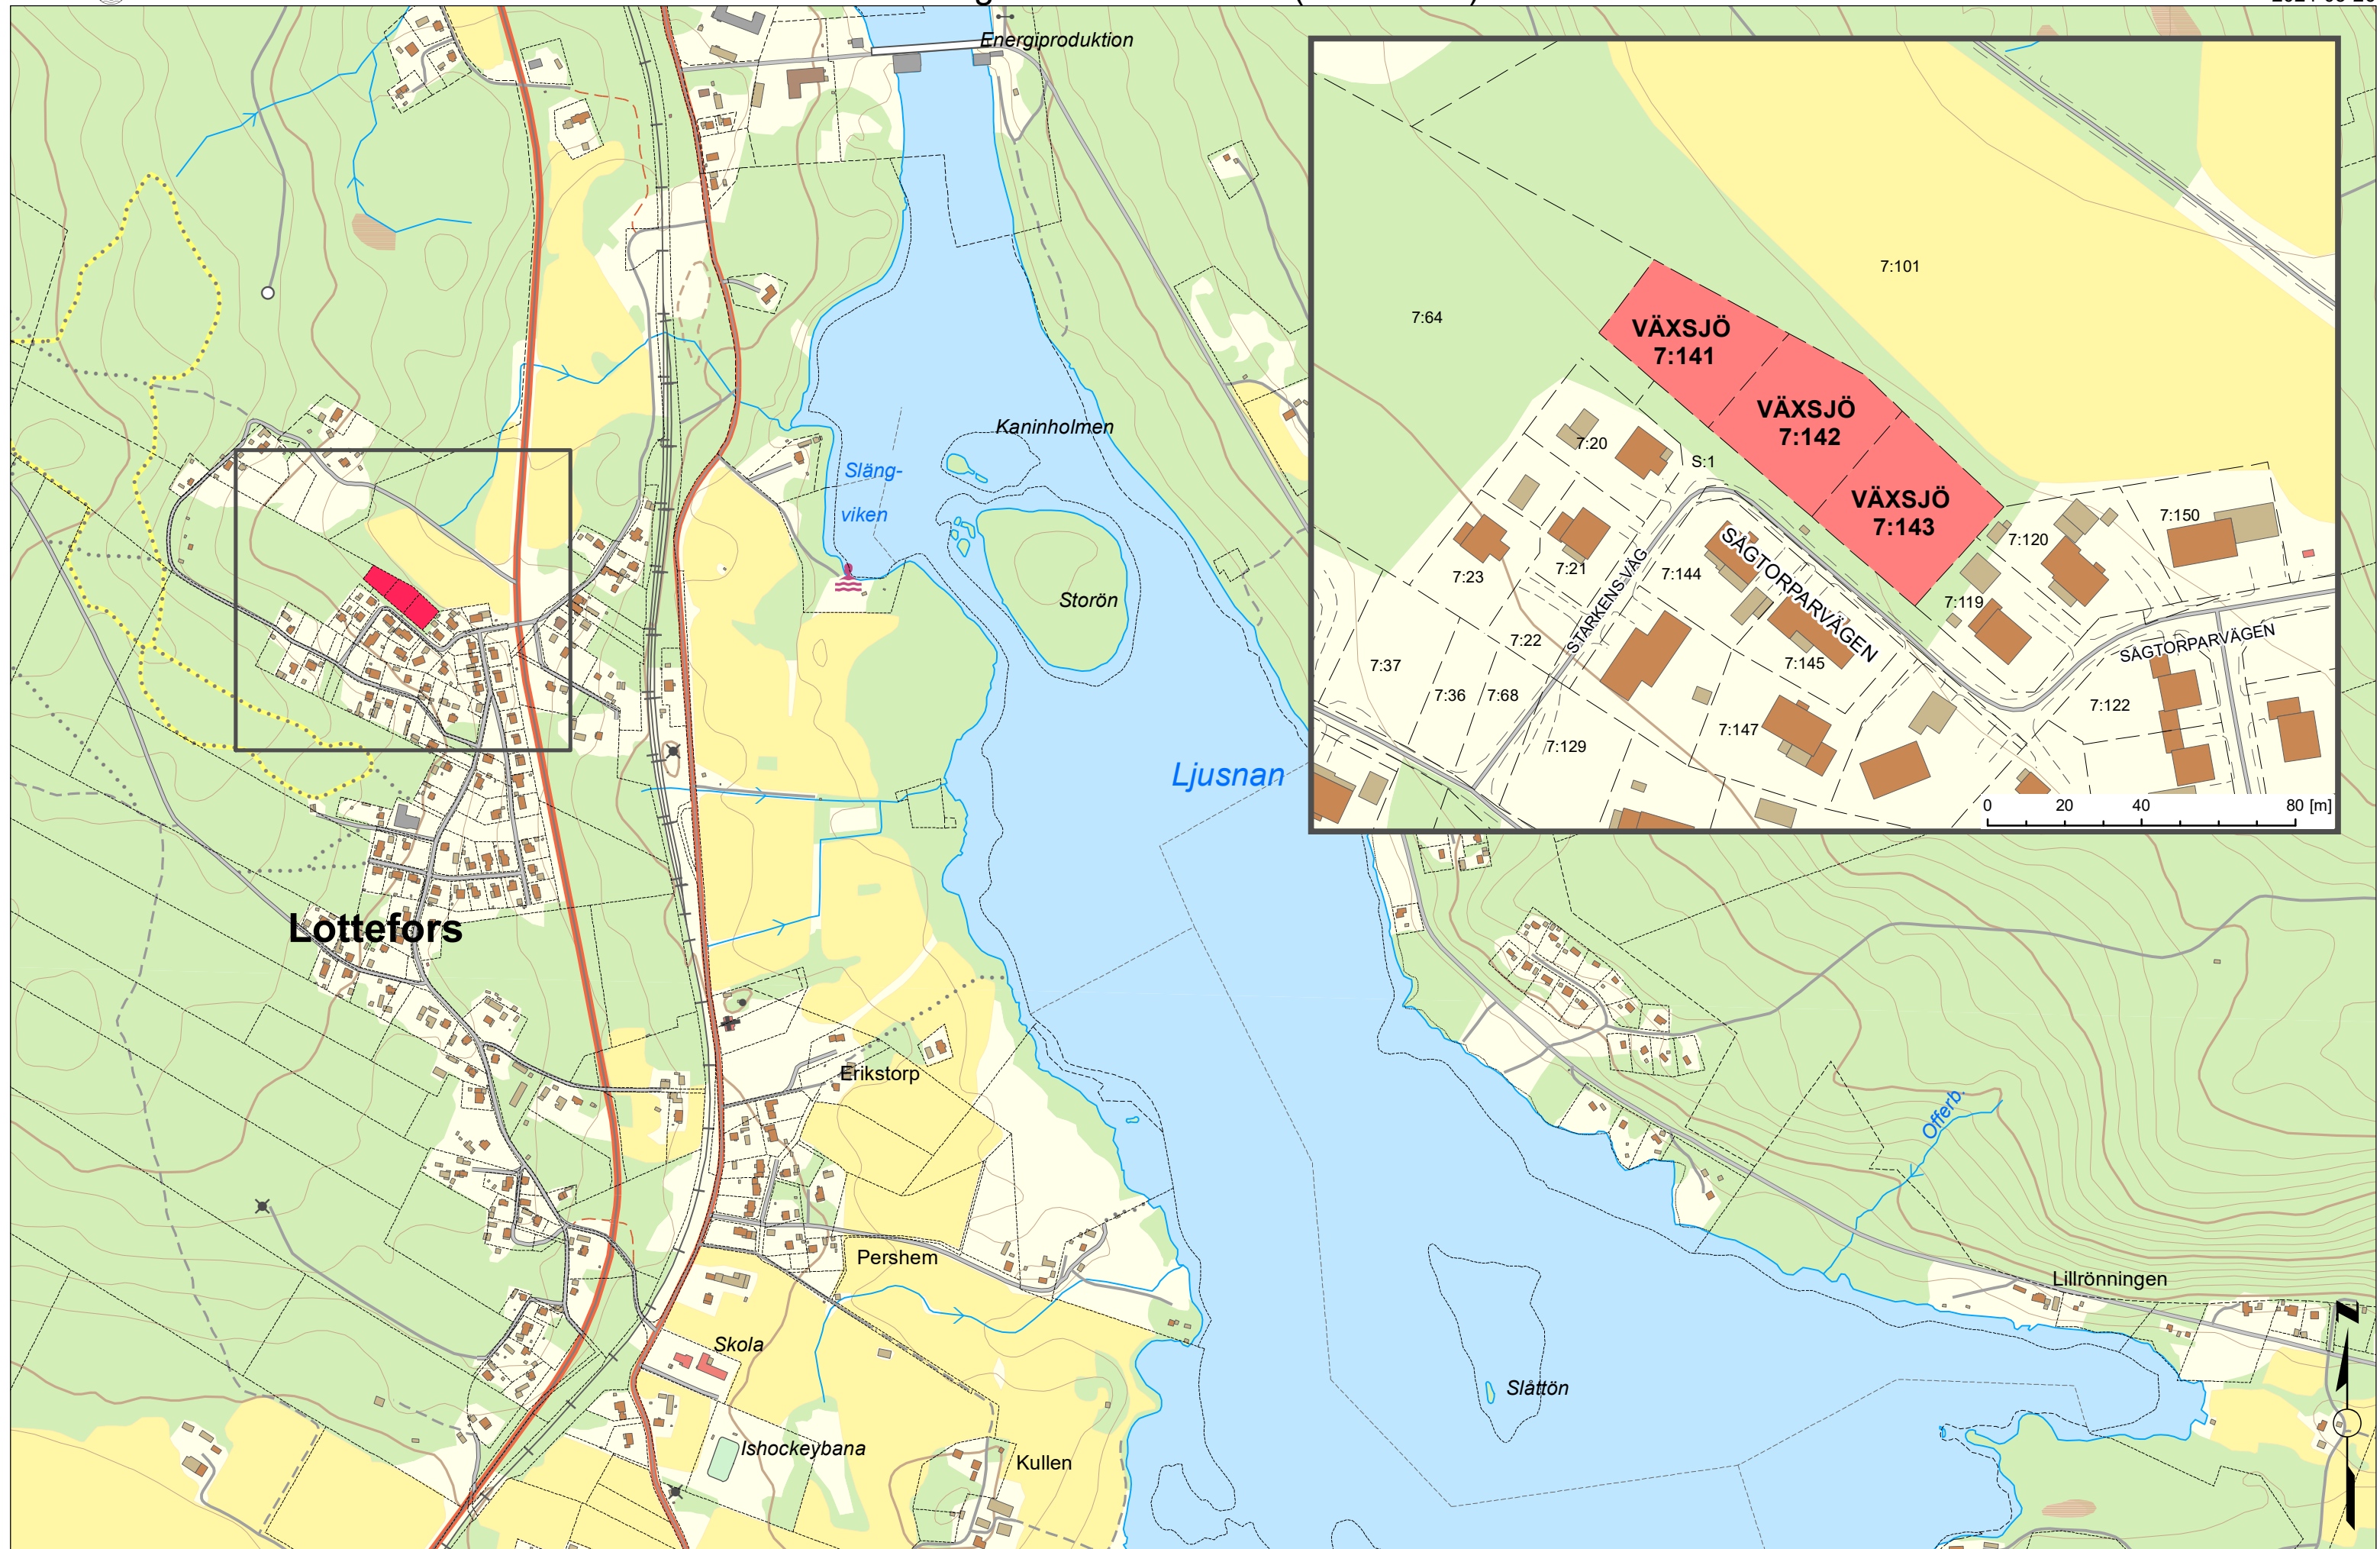 Energiproduktion
7:101
7:64
VÄXSJÖ
7:141
VÄXSJÖ
7:142
VÄXSJÖ
7:143
7:20
S:1
7:150
7:120
7:23
7:21
7:144
SÅGTORPARVÄGEN
STARKENS VÄG
7:119
7:22
7:145
SÅGTORPARVÄGEN
7:37
7:36
7:68
7:122
7:147
7:129
0 20 40 80 [m]
Kaninholmen
Släng-
viken
Storön
Ljusnan
Lottefors
Erikstorp
Offerb.
Pershem
Lillrönningen
Skola
Slåttön
Ishockeybana
Kullen
N